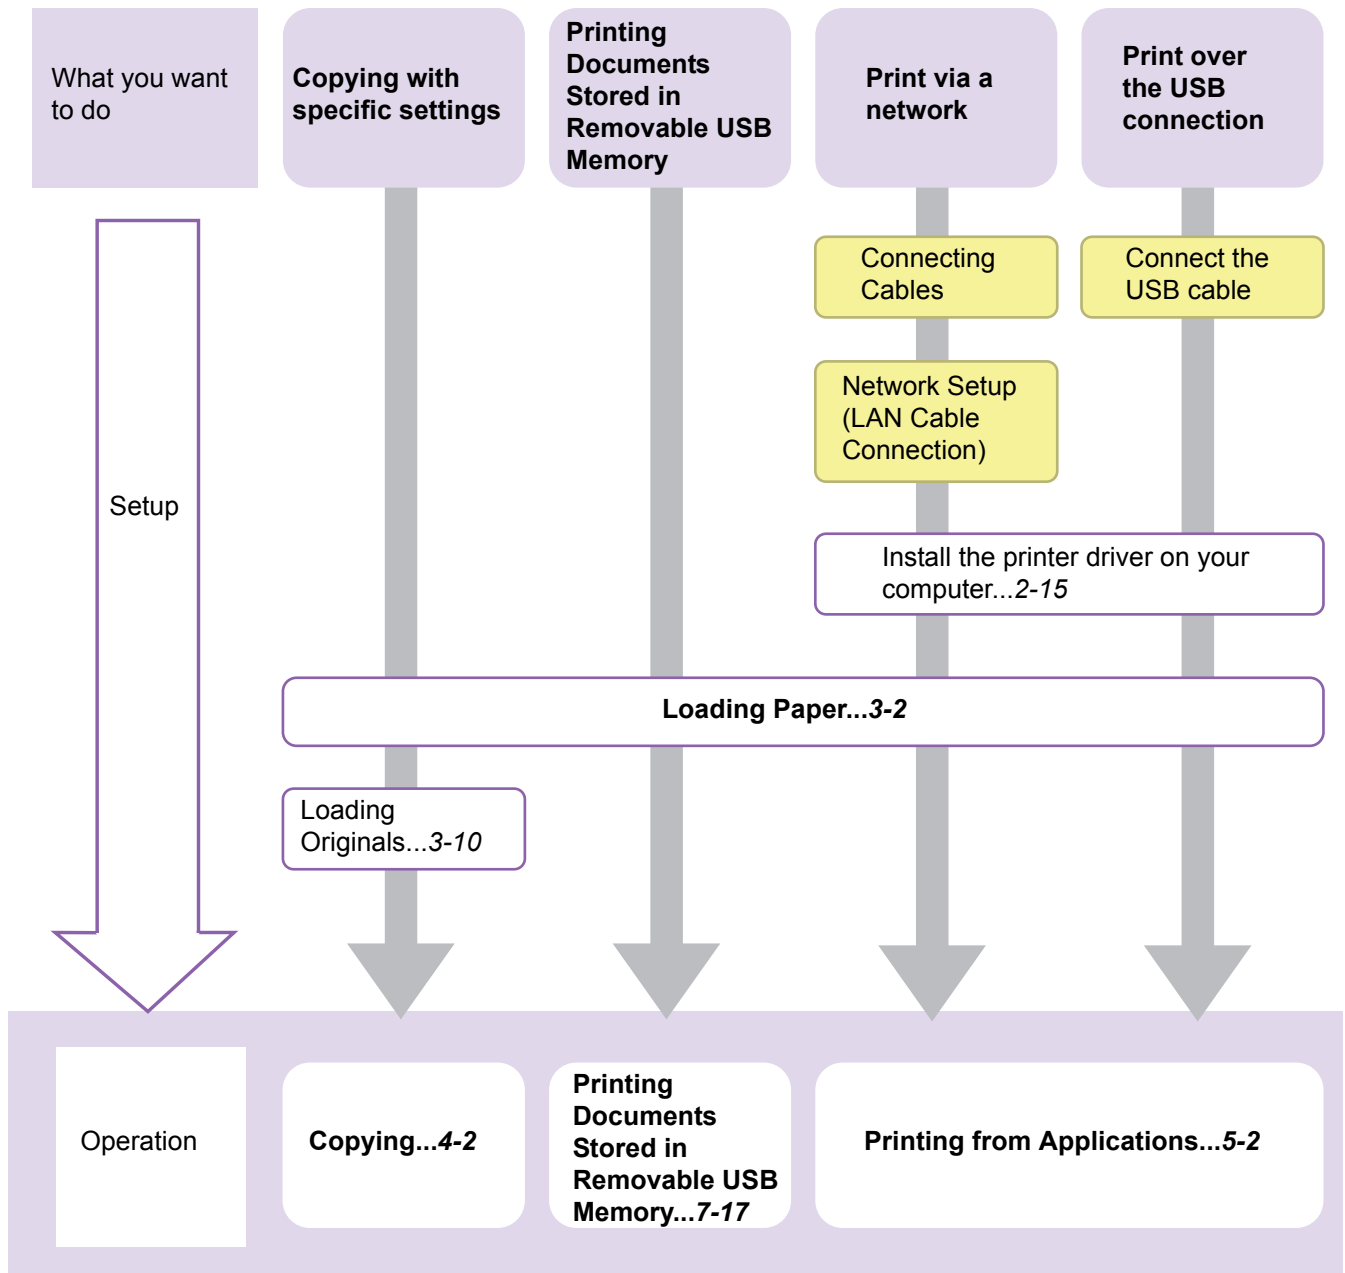 What you want
to do
Copying with
specific settings
Printing
Documents
Stored in
Removable USB
Memory
Print via a
network
Print over
the USB
connection
Setup
Connecting
Cables
Connect the
USB cable
Network Setup
(LAN Cable
Connection)
Install the printer driver on your
computer...2-15
Loading Paper...3-2
Loading
Originals...3-10
Operation
Copying...4-2
Printing
Documents
Stored in
Removable USB
Memory...7-17
Printing from Applications...5-2